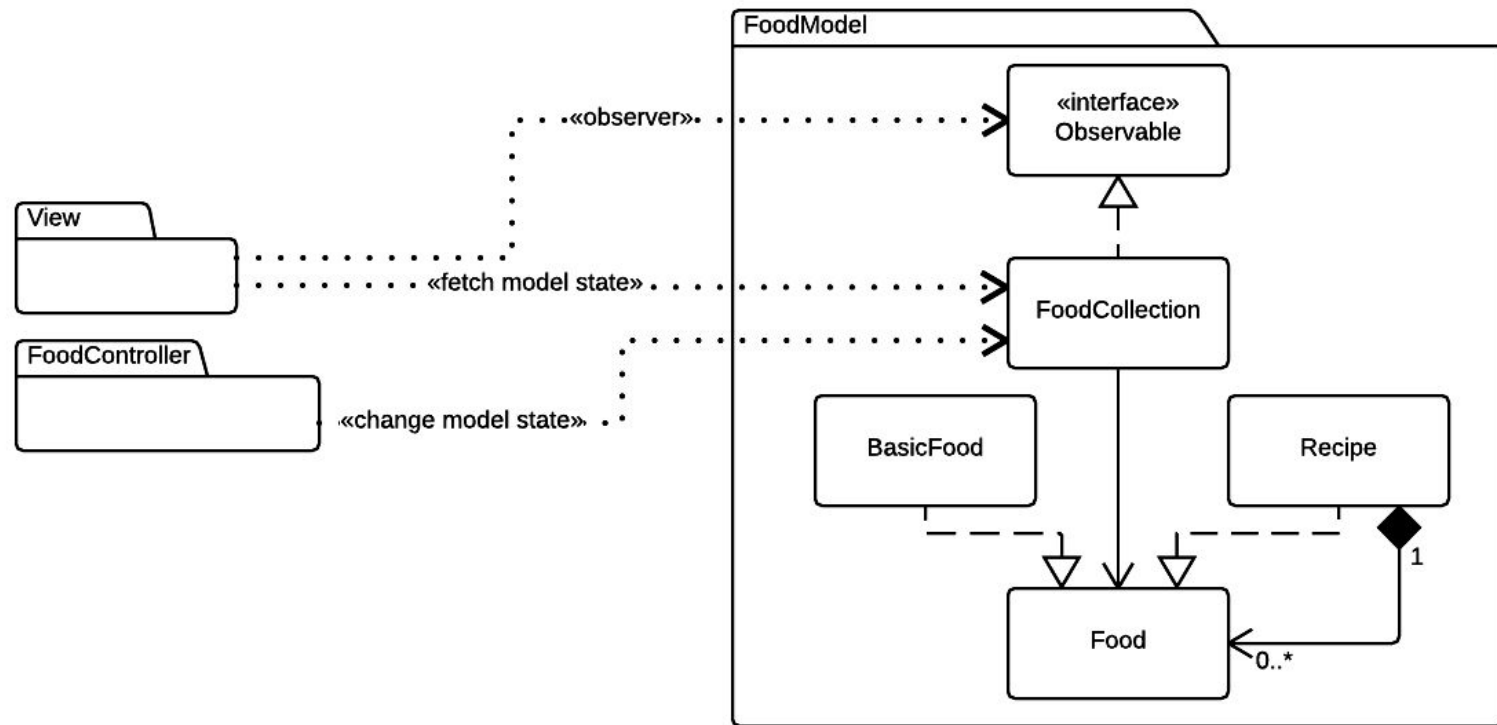 FoodModel
«interface»
Observable
«observer»
View
«fetch model state»
FoodCollection
FoodController
«change model state»
BasicFood
Recipe
1
Food
0..*